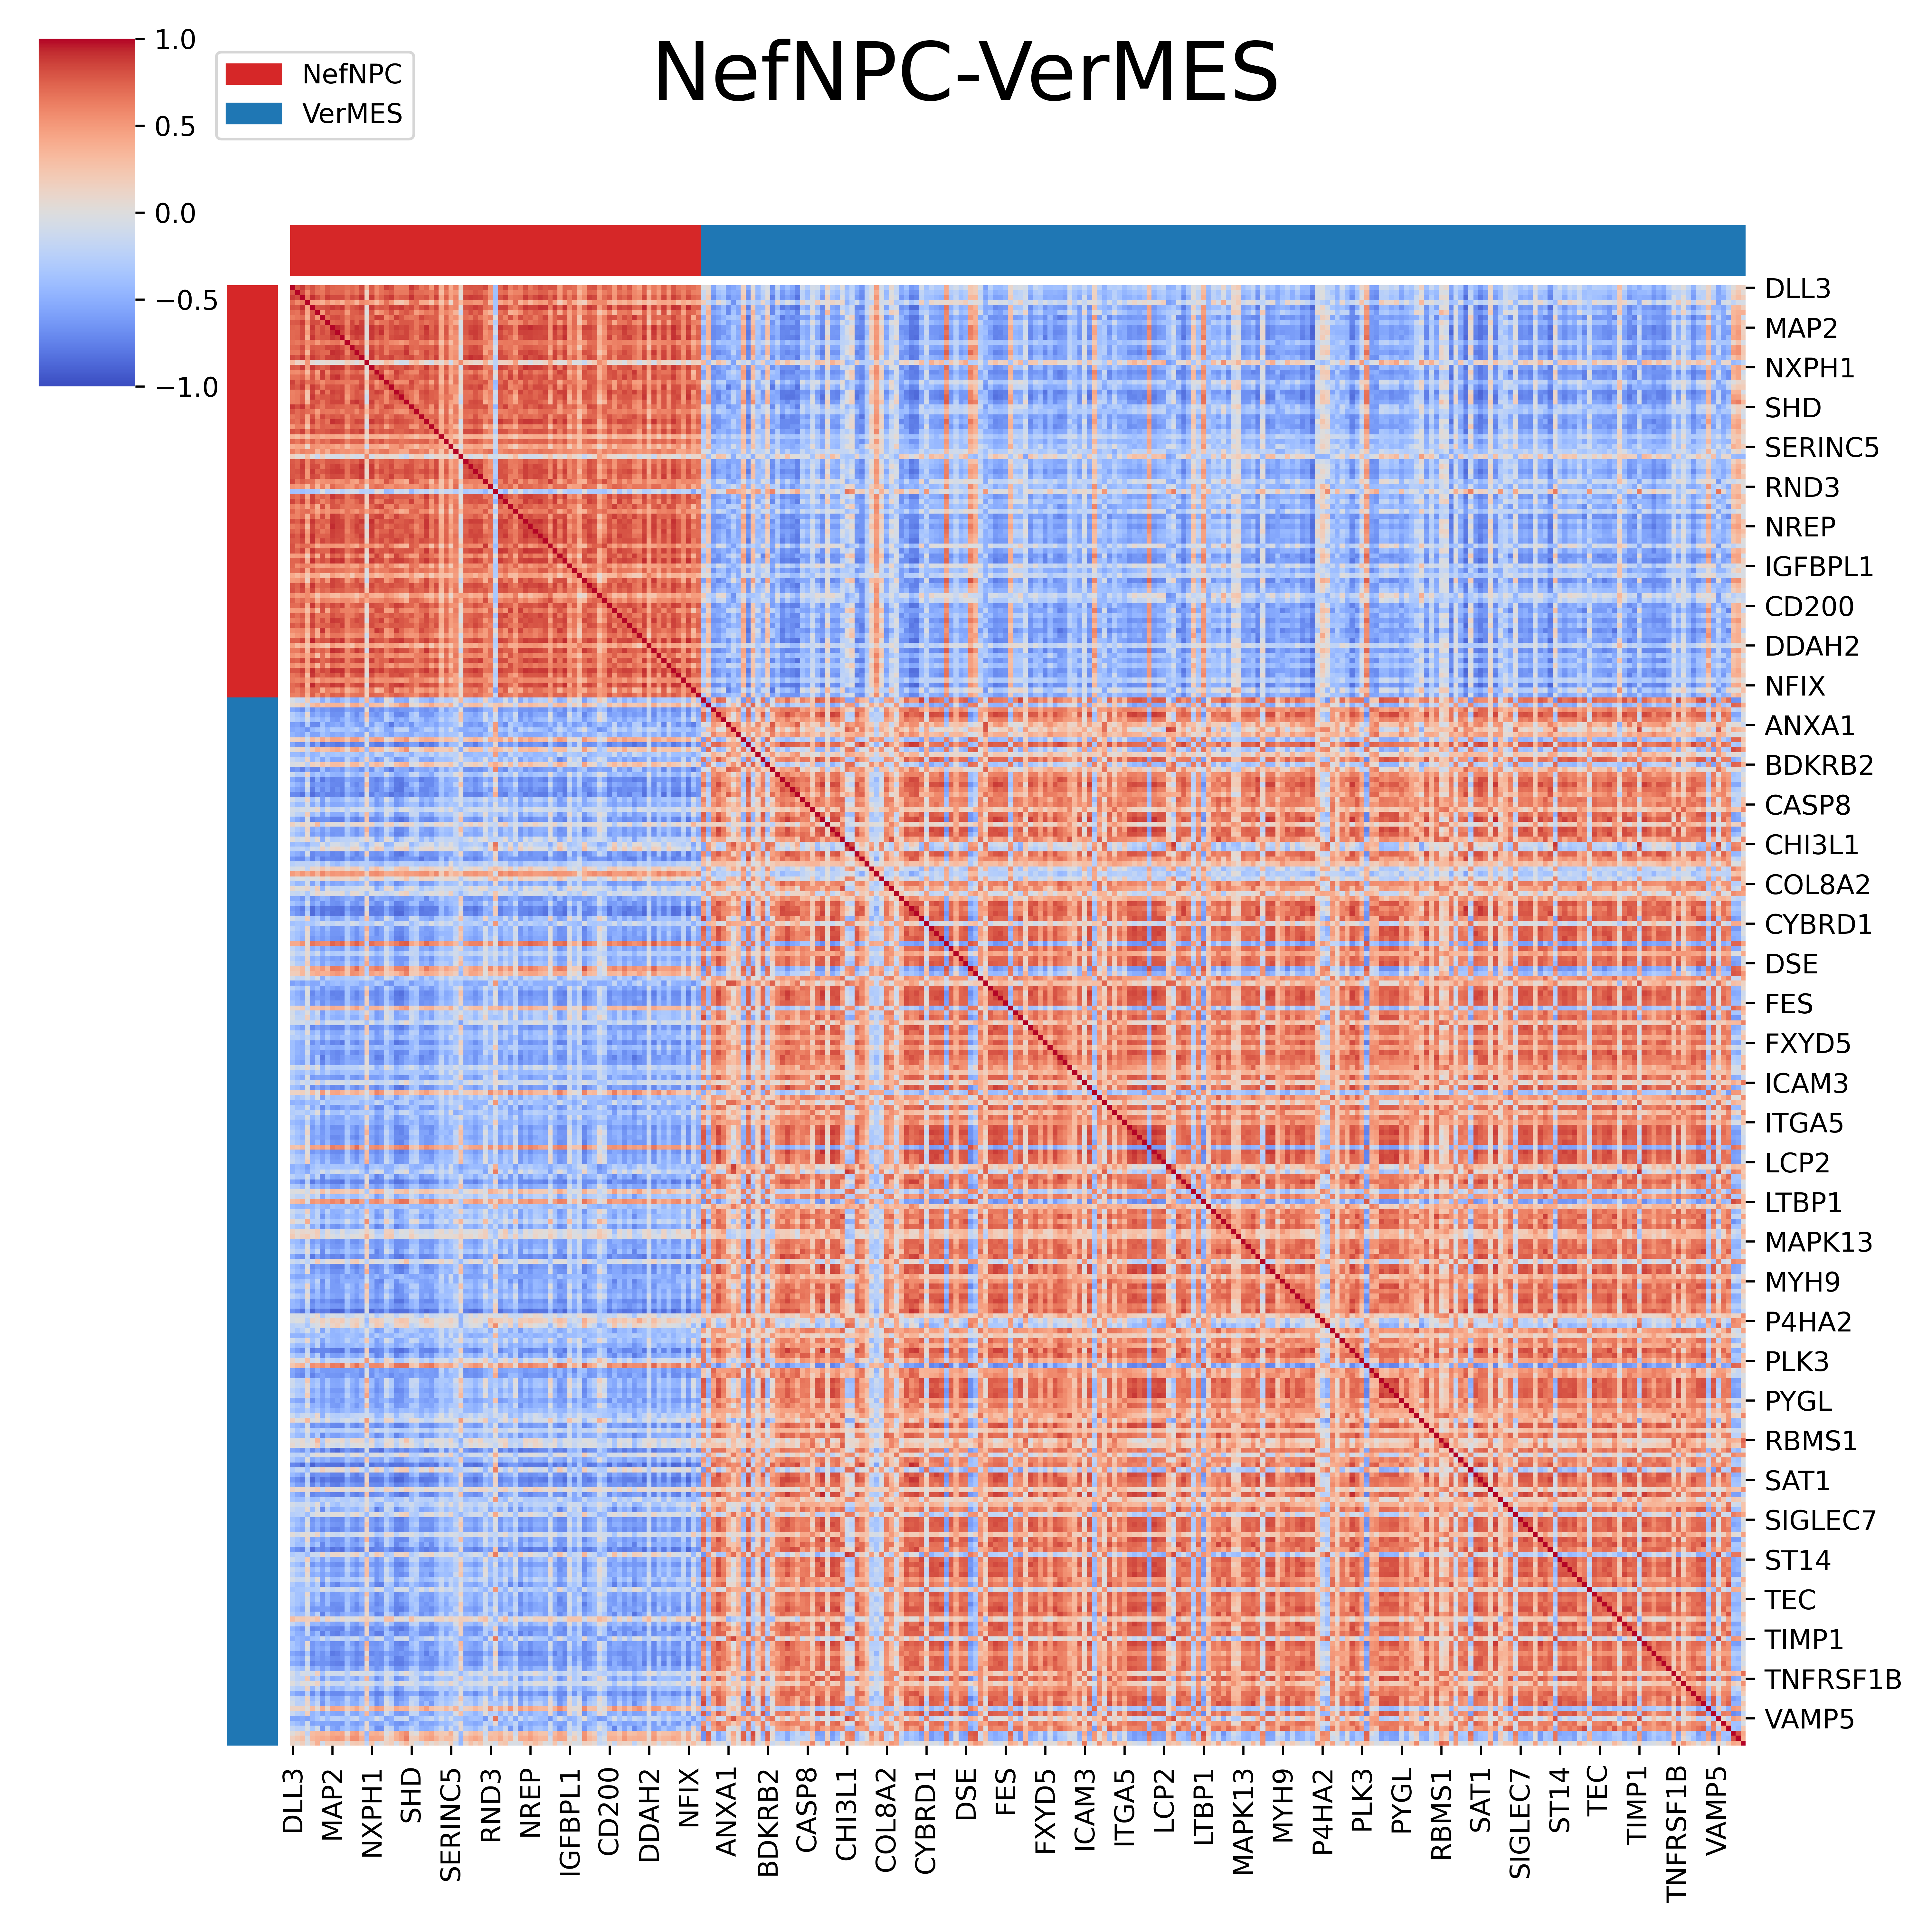 NefNPC-VerMES
1.0
0.5
0.0
−0.5
−1.0
NefNPC
VerMES
DLL3
MAP2
NXPH1
SHD
SERINC5
RND3
NREP
IGFBPL1
CD200
DDAH2
NFIX
ANXA1
BDKRB2
CASP8
CHI3L1
COL8A2
CYBRD1
DSE
FES
FXYD5
ICAM3
ITGA5
LCP2
LTBP1
MAPK13
MYH9
P4HA2
PLK3
PYGL
RBMS1
SAT1
SIGLEC7
ST14
TEC
TIMP1
TNFRSF1B
VAMP5
DLL3
MAP2
NXPH1
SHD
SERINC5
RND3
NREP
IGFBPL1
CD200
DDAH2
NFIX
ANXA1
BDKRB2
CASP8
CHI3L1
COL8A2
CYBRD1
DSE
FES
FXYD5
ICAM3
ITGA5
LCP2
LTBP1
MAPK13
MYH9
P4HA2
PLK3
PYGL
RBMS1
SAT1
SIGLEC7
ST14
TEC
TIMP1
TNFRSF1B
VAMP5